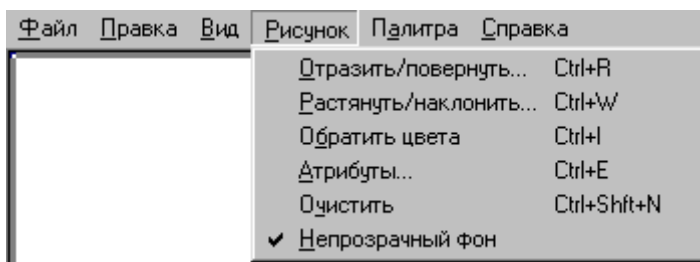 Файл Правка Вид Рисунок Палитра Справка
Отразить/повернуть... Ctrl+R
Растянуть/наклонить... Ctrl+W
Обратить цвета Ctrl+I
Атрибуты... Ctrl+E
Очистить Ctrl+Shft+N
✔ Непрозрачный фон